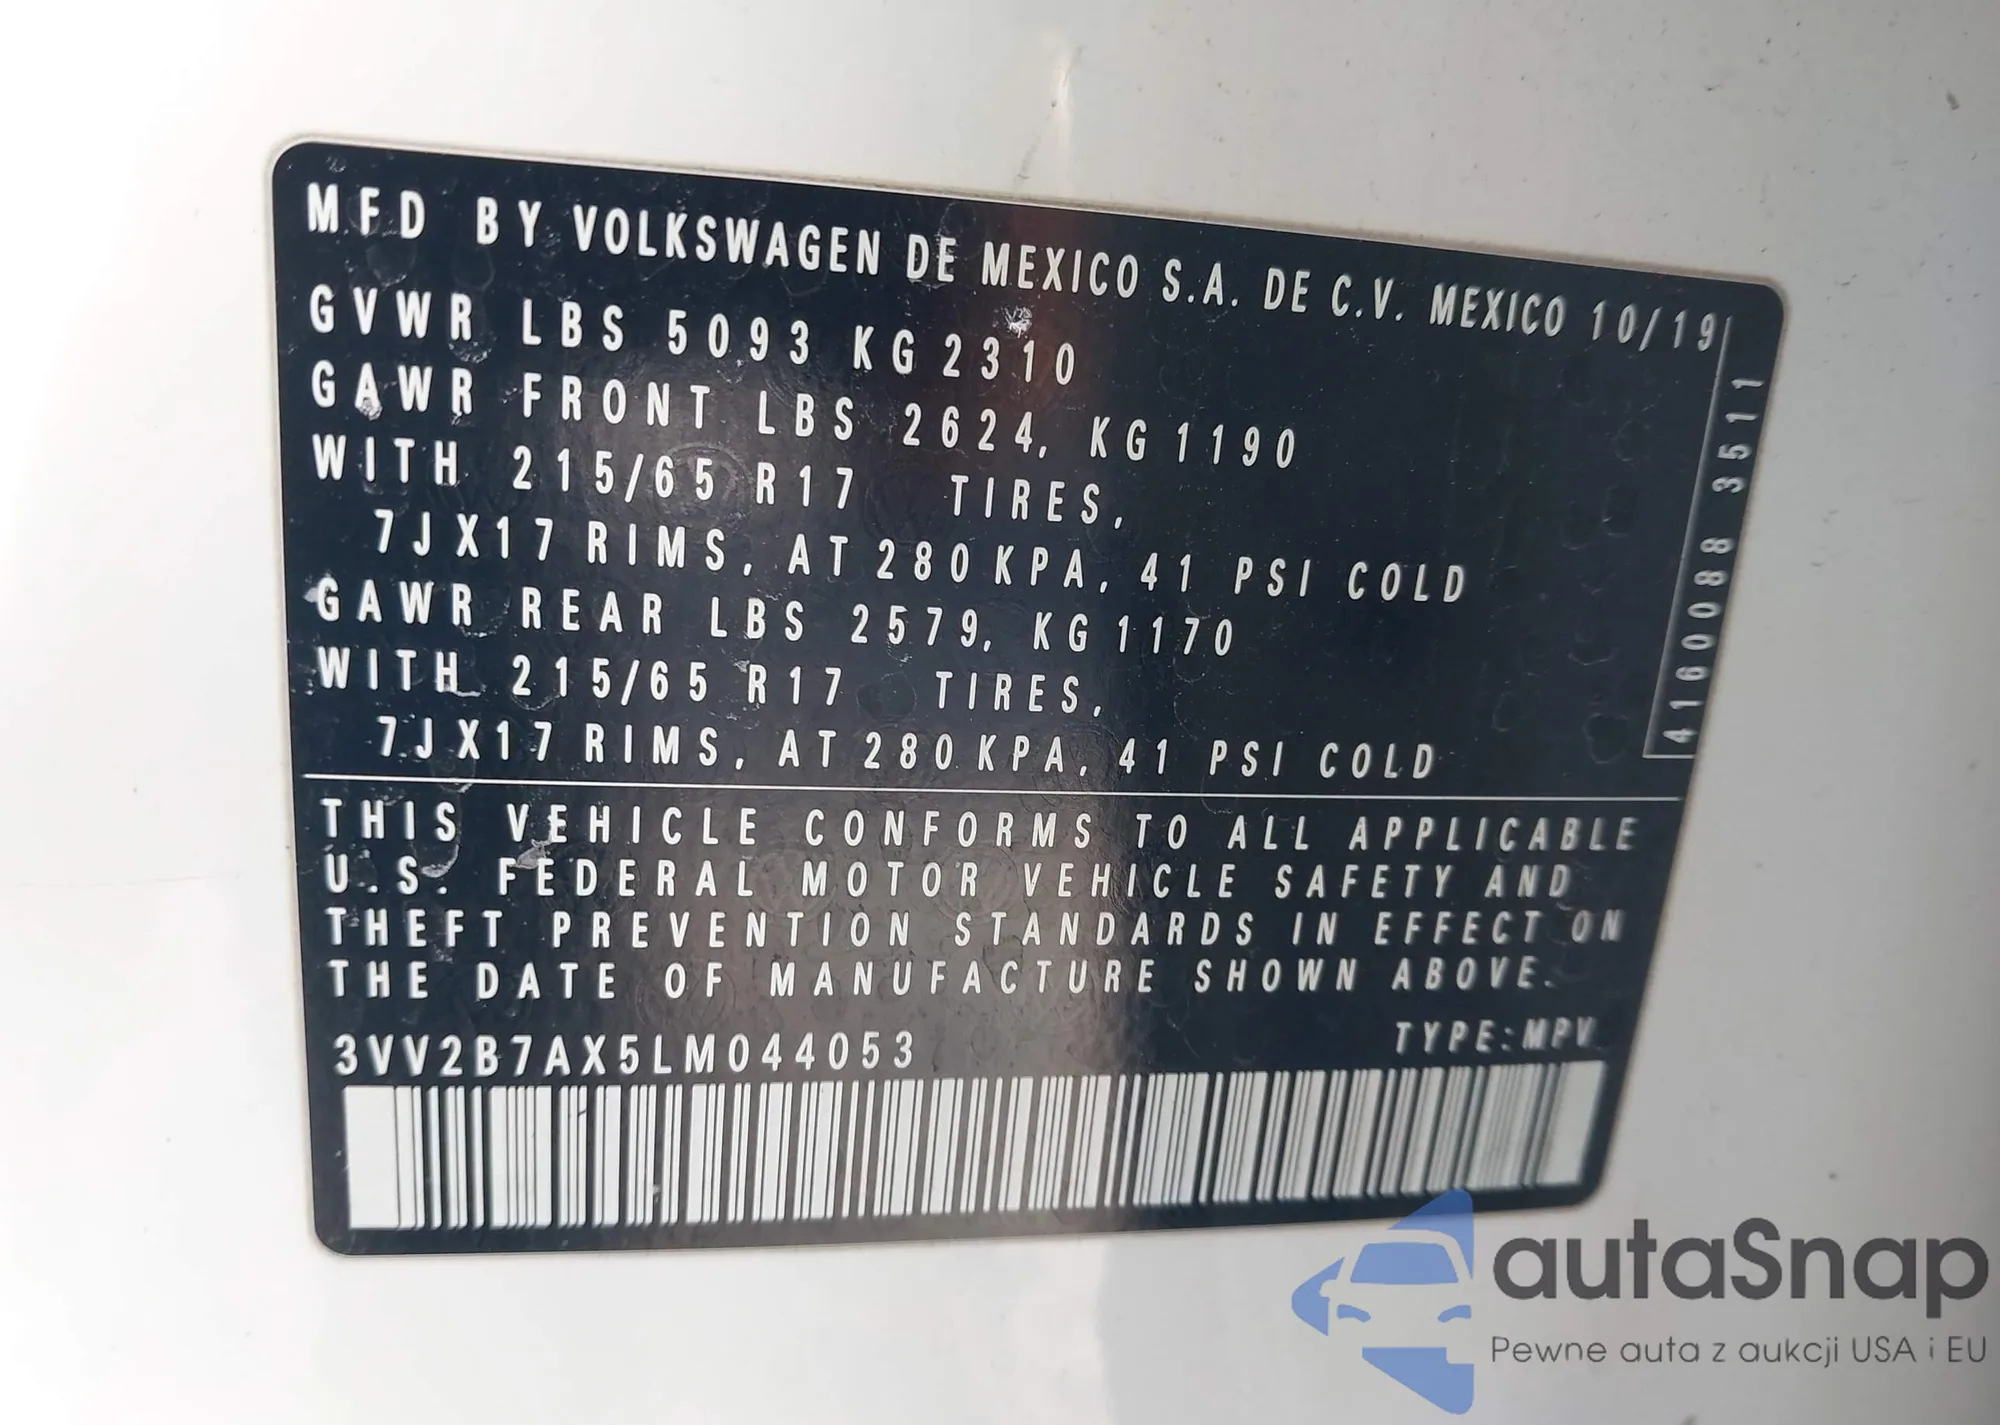 MFD BY VOLKSWAGEN DE MEXICO S.A. DE C.V. MEXICO 10/19
GVWR LBS 5093 KG 2310
GAWR FRONT LBS 2624, KG 1190
WITH 215/65 R17 TIRES,
7JX17 RIMS, AT 280 KPA, 41 PSI COLD
GAWR REAR LBS 2579, KG 1170
WITH 215/65 R17 TIRES,
7JX17 RIMS, AT 280 KPA, 41 PSI COLD
4160088 3511
THIS VEHICLE CONFORMS TO ALL APPLICABLE
U.S. FEDERAL MOTOR VEHICLE SAFETY AND
THEFT PREVENTION STANDARDS IN EFFECT ON
THE DATE OF MANUFACTURE SHOWN ABOVE.
TYPE:MPV
3VV2B7AX5LM044053
autaSnap
Pewne auta z aukcji USA i EU